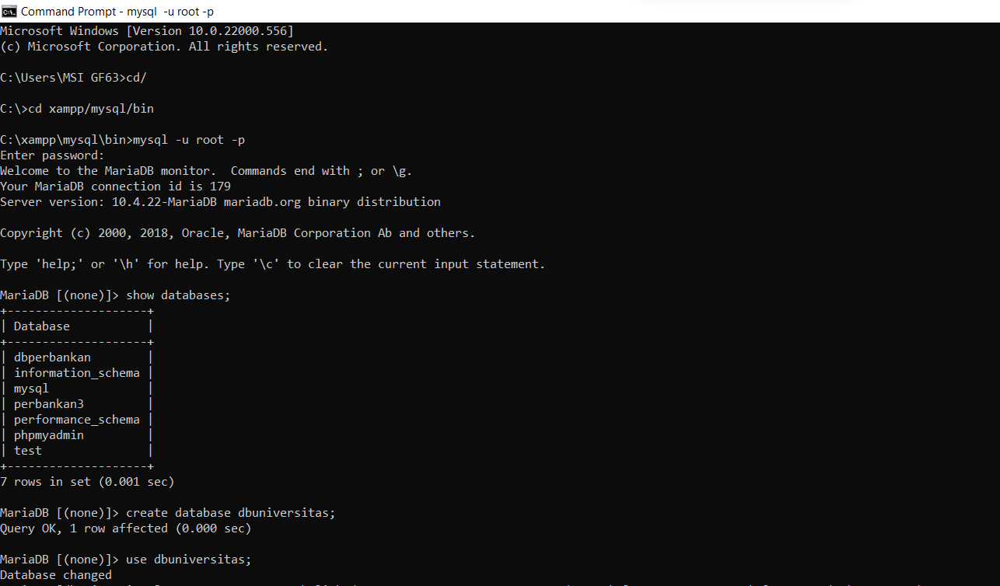 Command Prompt - mysql -u root -p
Microsoft Windows [Version 10.0.22000.556]
(c) Microsoft Corporation. All rights reserved.
C:\Users\MSI GF63>cd/
C:\>cd xampp/mysql/bin
C:\xampp\mysql\bin>mysql -u root -p
Enter password:
Welcome to the MariaDB monitor.  Commands end with ; or \g.
Your MariaDB connection id is 179
Server version: 10.4.22-MariaDB mariadb.org binary distribution
Copyright (c) 2000, 2018, Oracle, MariaDB Corporation Ab and others.
Type 'help;' or '\h' for help. Type '\c' to clear the current input statement.
MariaDB [(none)]> show databases;
+--------------------+
| Database           |
+--------------------+
| dbperbankan        |
| information_schema |
| mysql              |
| perbankan3         |
| performance_schema |
| phpmyadmin         |
| test               |
+--------------------+
7 rows in set (0.001 sec)
MariaDB [(none)]> create database dbuniversitas;
Query OK, 1 row affected (0.000 sec)
MariaDB [(none)]> use dbuniversitas;
Database changed